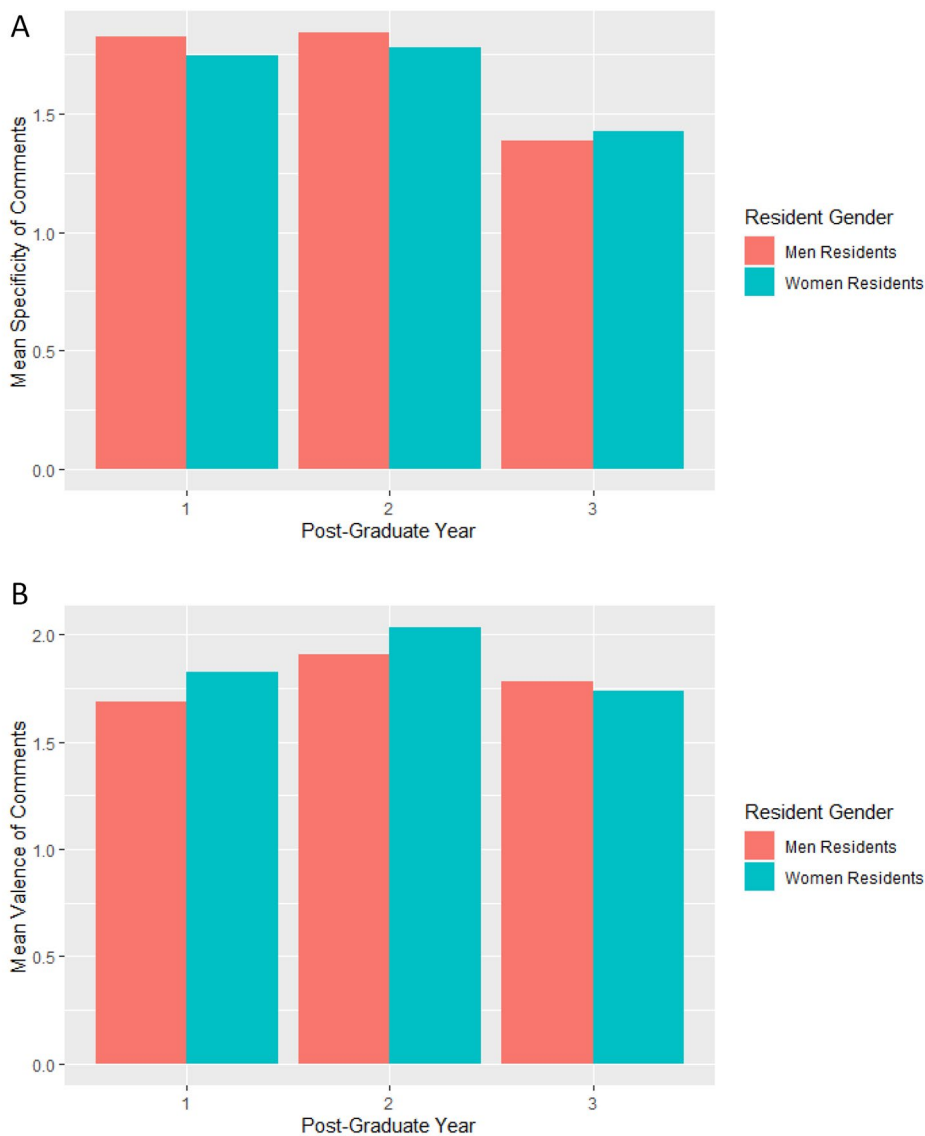 A
Mean Specificity of Comments
1.5
1.0
0.5
0.0
1 2 3
Post-Graduate Year
Resident Gender
Men Residents
Women Residents
B
Mean Valence of Comments
2.0
1.5
1.0
0.5
0.0
1 2 3
Post-Graduate Year
Resident Gender
Men Residents
Women Residents